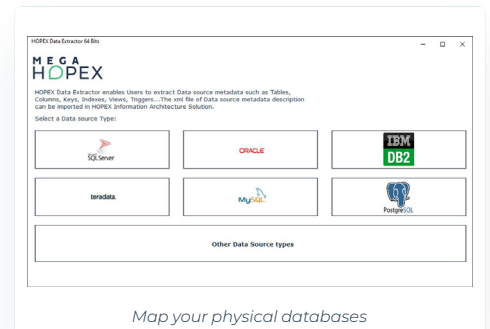 HOPEX Data Extractor 64 Bits
MEGA
HOPEX
HOPEX Data Extractor enables Users to extract Data source metadata such as Tables,
Columns, Keys, Indexes, Views, Triggers...The xml file of Data source metadata description
can be imported in HOPEX Information Architecture Solution.
Select a Data source Type:
SQL Server
ORACLE
IBM
DB2
teradata.
MySQL
PostgreSQL
Other Data Source types
Map your physical databases